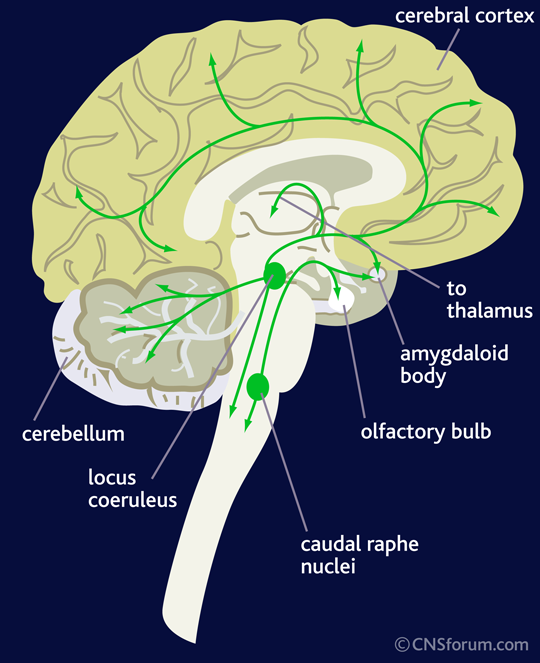 cerebral cortex
to
thalamus
amygdaloid
body
olfactory bulb
cerebellum
locus
coeruleus
caudal raphe
nuclei
©CNSforum.com